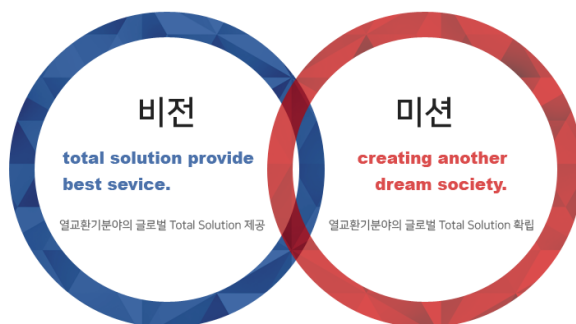 비전
total solution provide
best sevice.
열교환기분야의 글로벌 Total Solution 제공
미션
creating another
dream society.
열교환기분야의 글로벌 Total Solution 확립